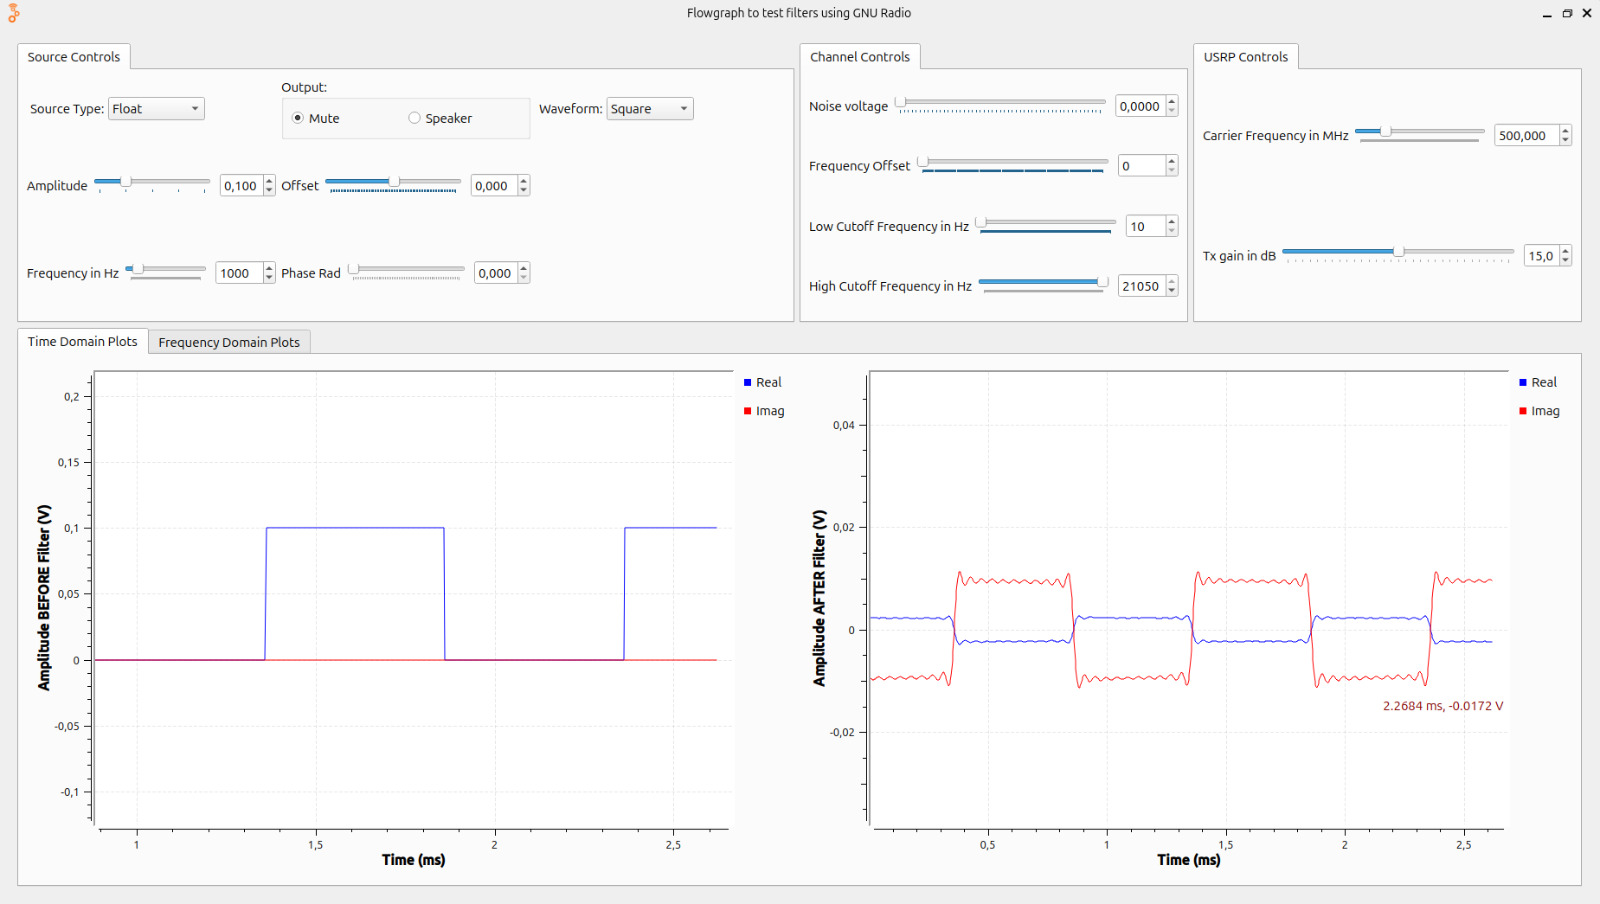 Flowgraph to test filters using GNU Radio
Source Controls
Source Type: Float
Output:
Mute
Speaker
Waveform: Square
Amplitude 0,100
Offset 0,000
Frequency in Hz 1000
Phase Rad 0,000
Channel Controls
Noise voltage 0,0000
Frequency Offset 0
Low Cutoff Frequency in Hz 10
High Cutoff Frequency in Hz 21050
USRP Controls
Carrier Frequency in MHz 500,000
Tx gain in dB 15,0
Time Domain Plots
Frequency Domain Plots
Amplitude BEFORE Filter (V)
0,2
0,15
0,1
0,05
0
-0,05
-0,1
1 1,5 2 2,5
Time (ms)
Real
Imag
Amplitude AFTER Filter (V)
0,04
0,02
0
-0,02
2.2684 ms, -0.0172 V
0,5 1 1,5 2 2,5
Time (ms)
Real
Imag